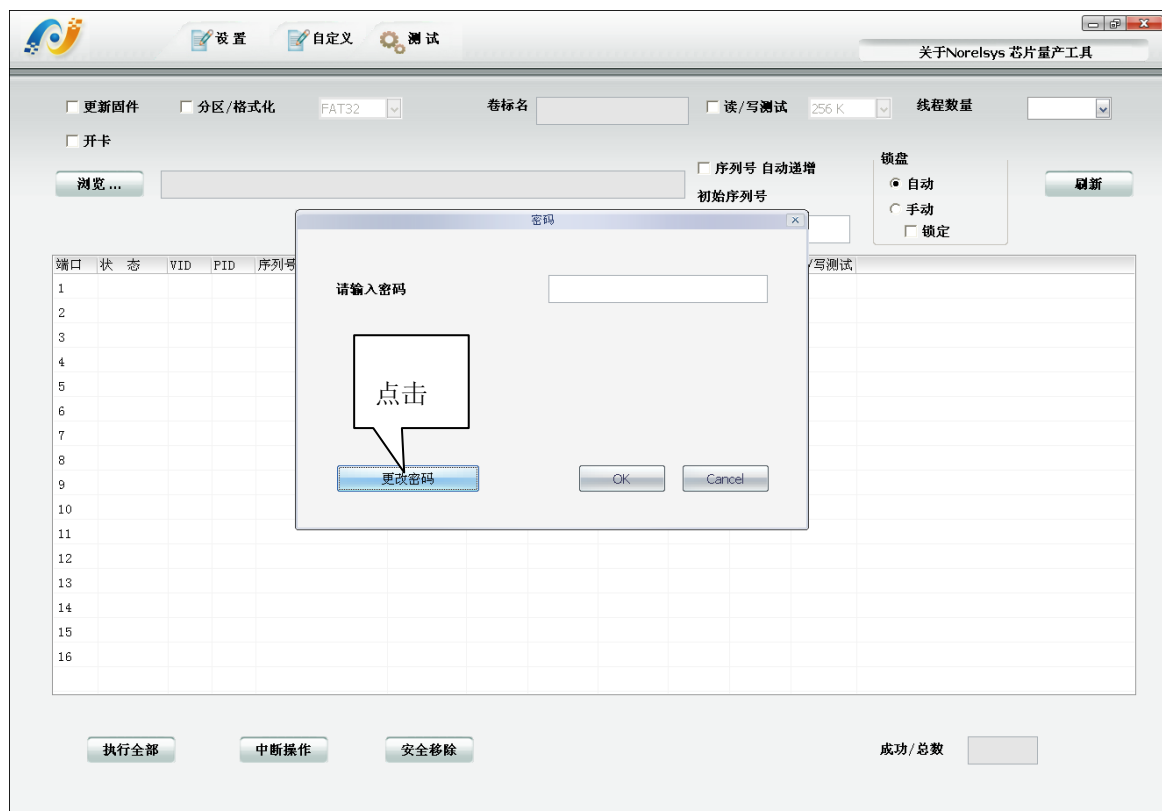 设置 自定义 测试
关于Norelsys 芯片量产工具
更新固件 分区/格式化 FAT32 卷标名 读/写测试 256 K 线程数量
开卡
浏览 ... 序列号 自动递增 锁盘
初始序列号 自动 刷新
手动
锁定
密码
端口 状 态 VID PID 序列号 /写测试
请输入密码
点击
更改密码 OK Cancel
1
2
3
4
5
6
7
8
9
10
11
12
13
14
15
16
执行全部 中断操作 安全移除 成功/总数